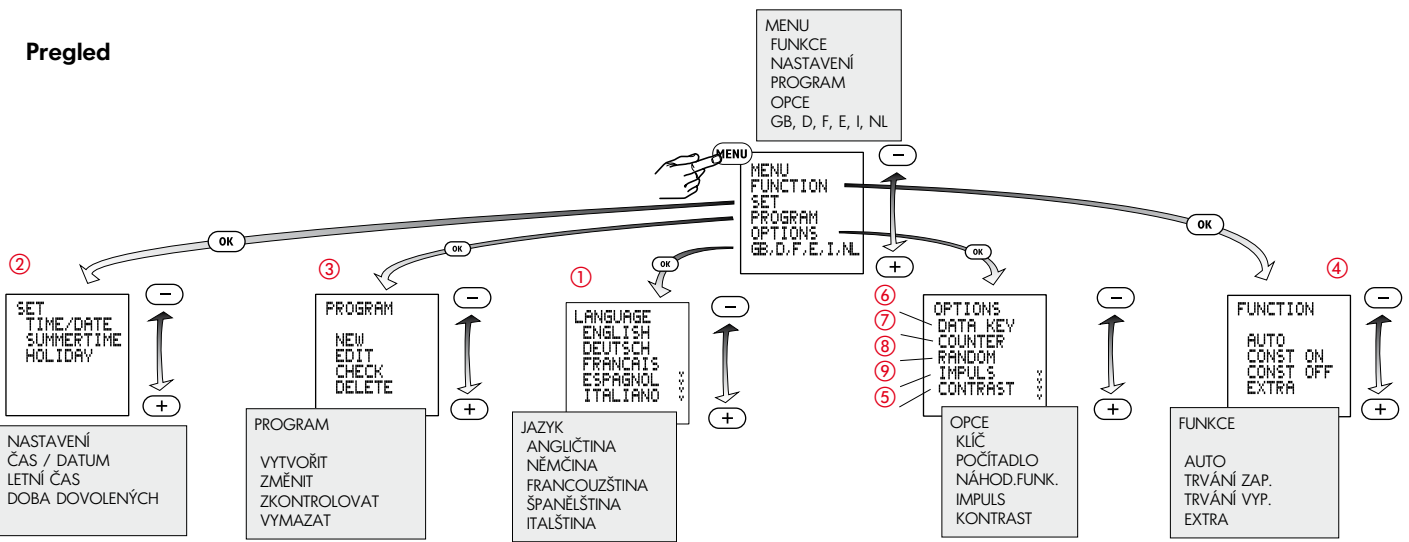 Pregled
MENU
FUNKCE
NASTAVENÍ
PROGRAM
OPCE
GB, D, F, E, I, NL
MENU
MENU
FUNCTION
SET
PROGRAM
OPTIONS
GB,D,F,E,I,NL
−
+
OK
OK
OK
OK
OK
②
SET
TIME/DATE
SUMMERTIME
HOLIDAY
−
+
NASTAVENÍ
ČAS / DATUM
LETNÍ ČAS
DOBA DOVOLENÝCH
③
PROGRAM
NEW
EDIT
CHECK
DELETE
−
+
PROGRAM
VYTVOŘIT
ZMĚNIT
ZKONTROLOVAT
VYMAZAT
①
LANGUAGE
ENGLISH
DEUTSCH
FRANCAIS
ESPAGNOL
ITALIANO
−
+
JAZYK
ANGLIČTINA
NĚMČINA
FRANCOUZŠTINA
ŠPANĚLŠTINA
ITALŠTINA
⑥
⑦
⑧
⑨
⑤
OPTIONS
DATA KEY
COUNTER
RANDOM
IMPULS
CONTRAST
−
+
OPCE
KLÍČ
POČÍTADLO
NÁHOD.FUNK.
IMPULS
KONTRAST
④
FUNCTION
AUTO
CONST ON
CONST OFF
EXTRA
−
+
FUNKCE
AUTO
TRVÁNÍ ZAP.
TRVÁNÍ VYP.
EXTRA